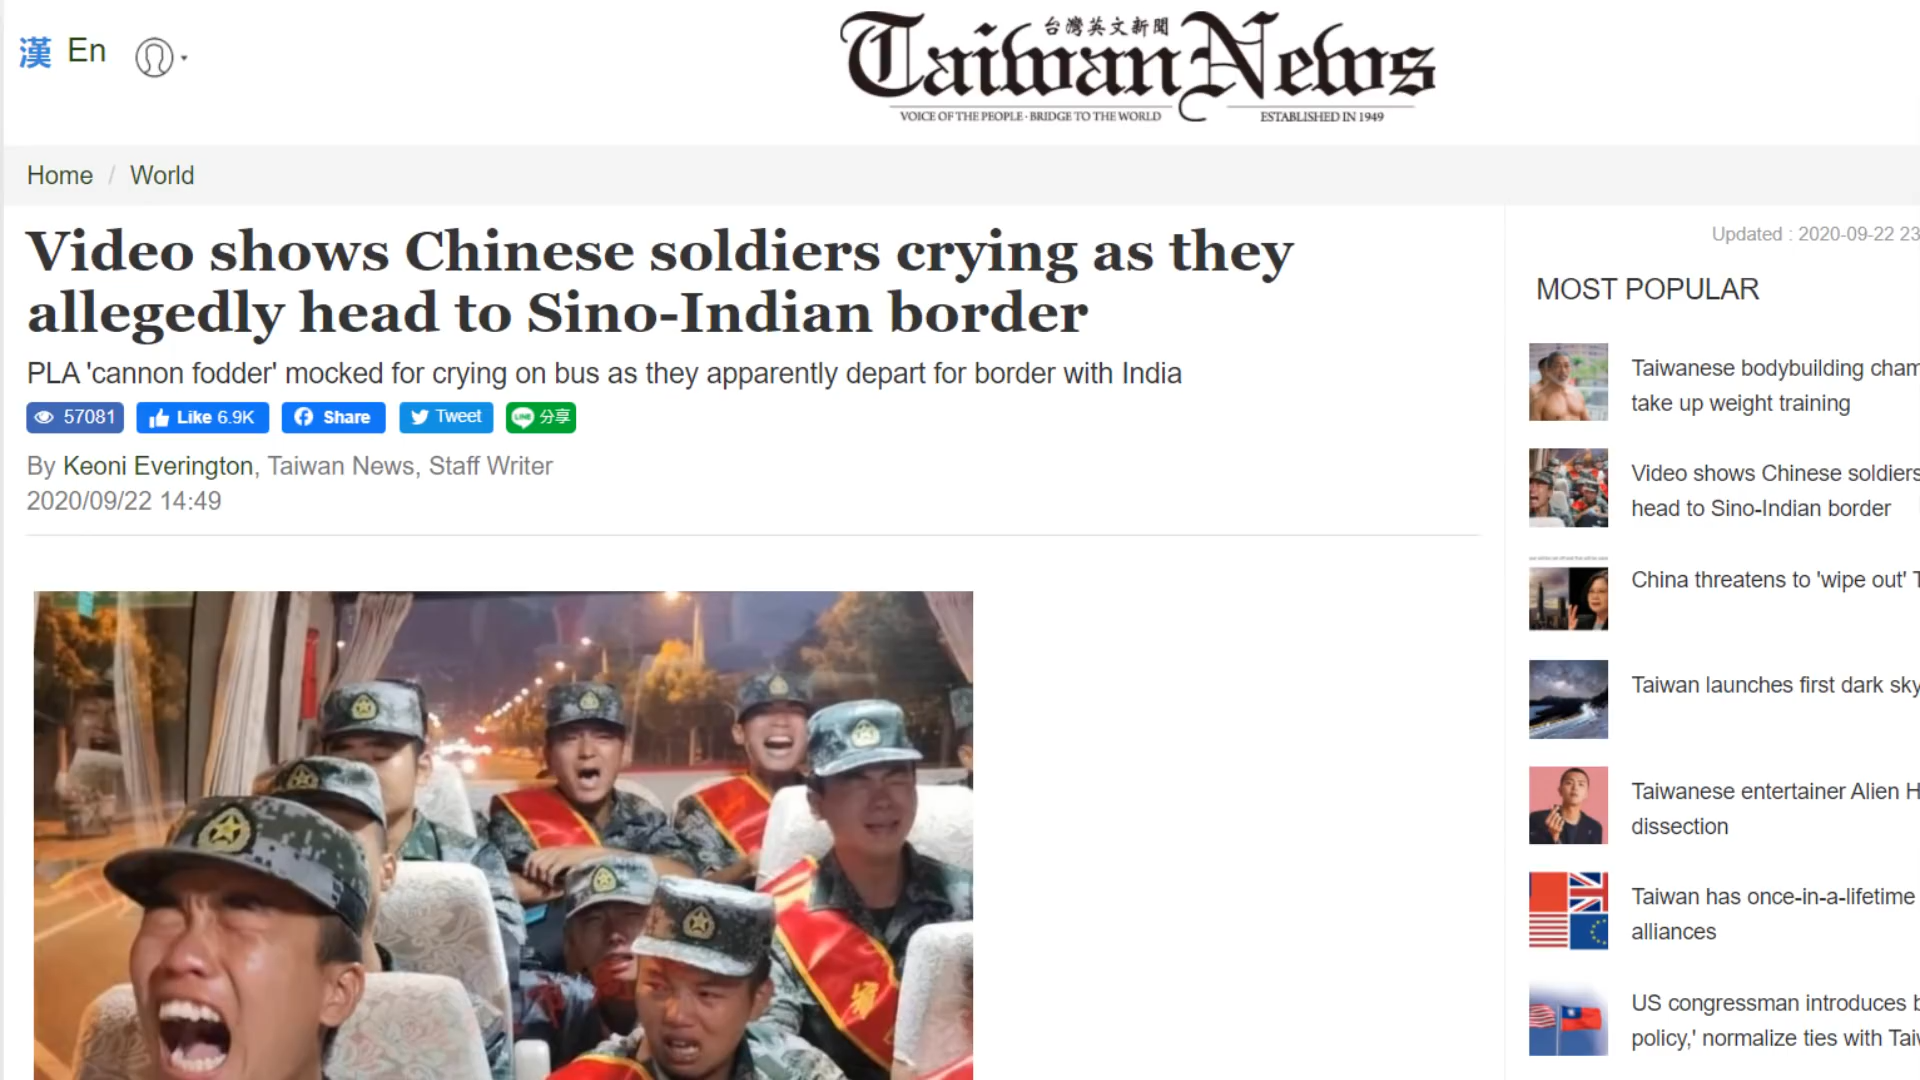 漢 En
台灣英文新聞
Taiwan News
VOICE OF THE PEOPLE · BRIDGE TO THE WORLD ESTABLISHED IN 1949
Home / World
Video shows Chinese soldiers crying as they
allegedly head to Sino-Indian border
PLA 'cannon fodder' mocked for crying on bus as they apparently depart for border with India
57081 Like 6.9K Share Tweet LINE 分享
By Keoni Everington, Taiwan News, Staff Writer
2020/09/22 14:49
Updated : 2020-09-22 23
MOST POPULAR
Taiwanese bodybuilding cham
take up weight training
Video shows Chinese soldiers
head to Sino-Indian border
China threatens to 'wipe out' T
Taiwan launches first dark sky
Taiwanese entertainer Alien H
dissection
Taiwan has once-in-a-lifetime
alliances
US congressman introduces b
policy,' normalize ties with Taiw